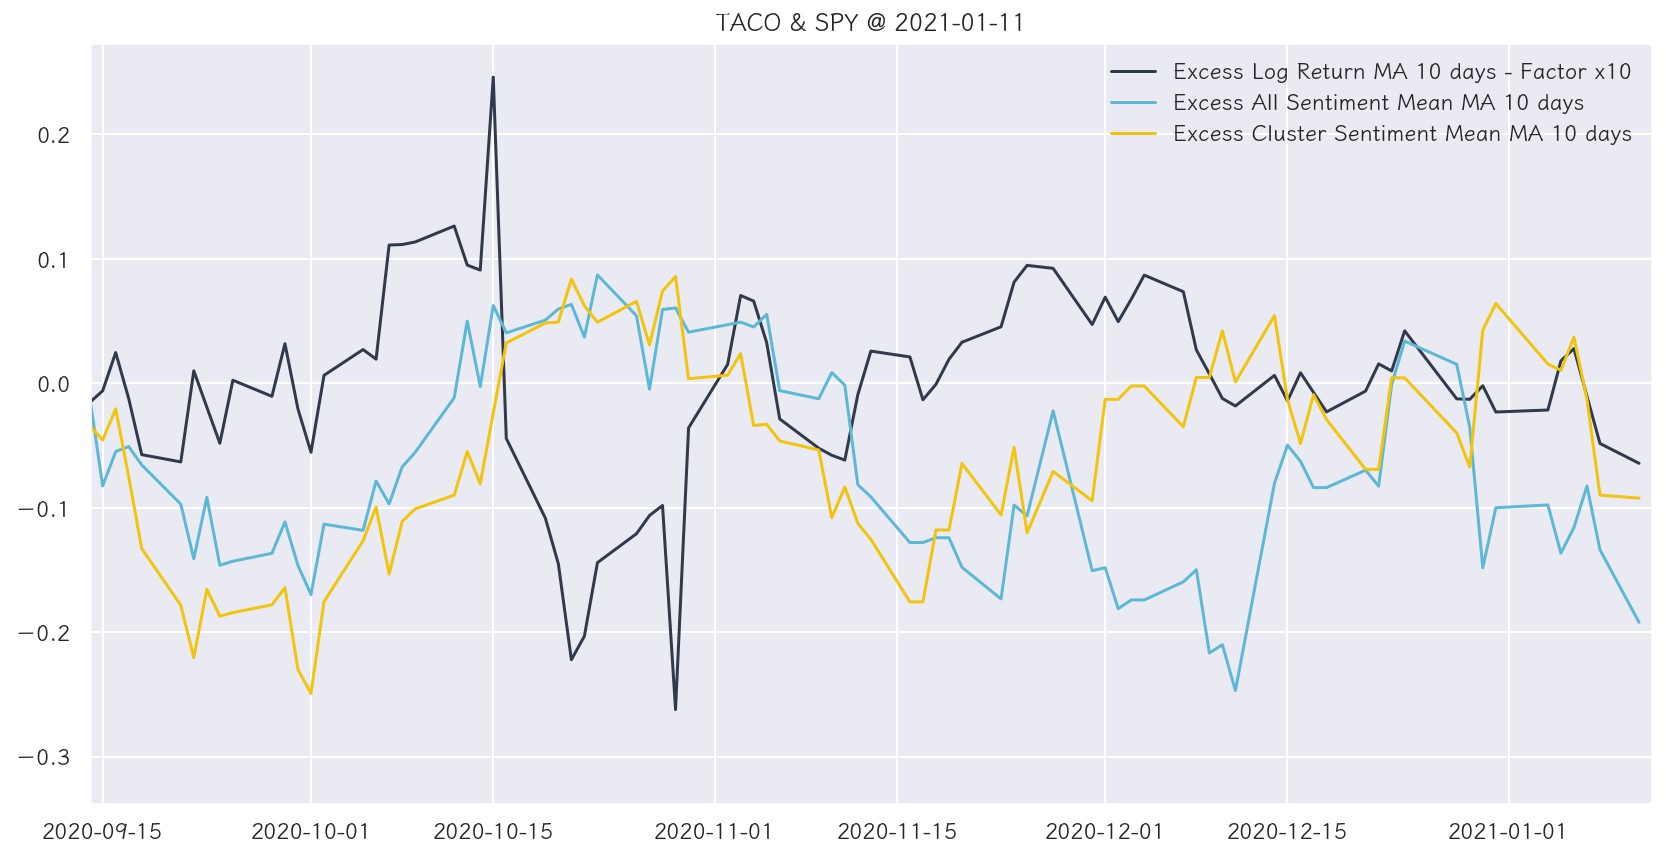 TACO & SPY @ 2021-01-11
Excess Log Return MA 10 days - Factor x10
Excess All Sentiment Mean MA 10 days
Excess Cluster Sentiment Mean MA 10 days
0.2
0.1
0.0
−0.1
−0.2
−0.3
2020-09-15 2020-10-01 2020-10-15 2020-11-01 2020-11-15 2020-12-01 2020-12-15 2021-01-01